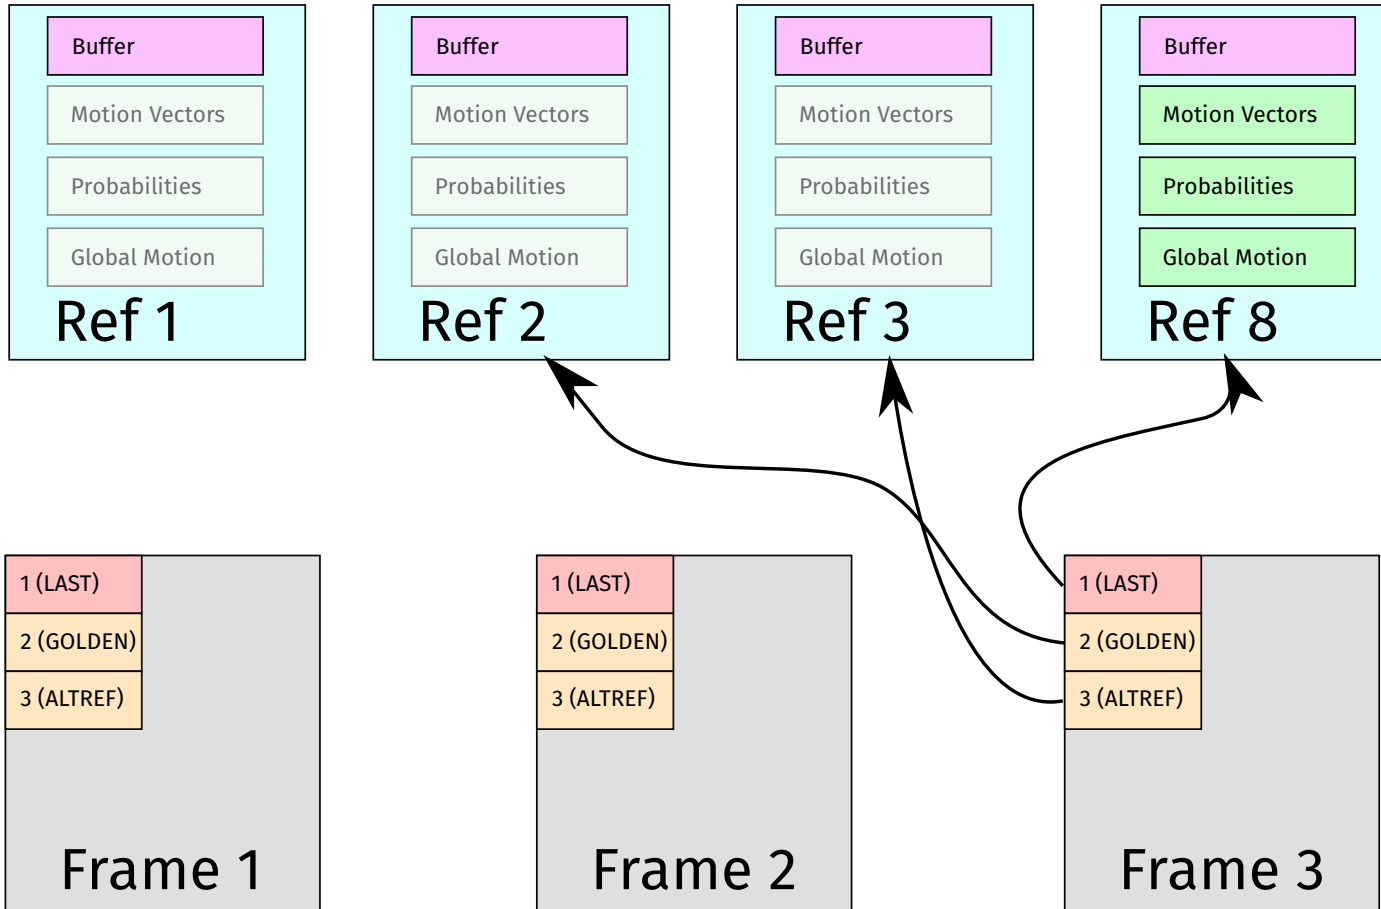 Buffer
Motion Vectors
Probabilities
Global Motion
Ref 1
Buffer
Motion Vectors
Probabilities
Global Motion
Ref 2
Buffer
Motion Vectors
Probabilities
Global Motion
Ref 3
Buffer
Motion Vectors
Probabilities
Global Motion
Ref 8
1 (LAST)
2 (GOLDEN)
3 (ALTREF)
Frame 1
1 (LAST)
2 (GOLDEN)
3 (ALTREF)
Frame 2
1 (LAST)
2 (GOLDEN)
3 (ALTREF)
Frame 3